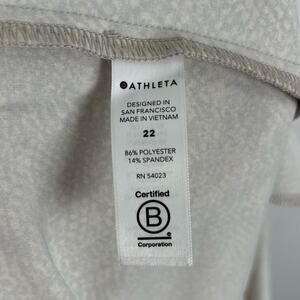 ATHLETA
DESIGNED IN
SAN FRANCISCO
MADE IN VIETNAM
22
86% POLYESTER
14% SPANDEX
RN 54023
Certified
B
Corporation